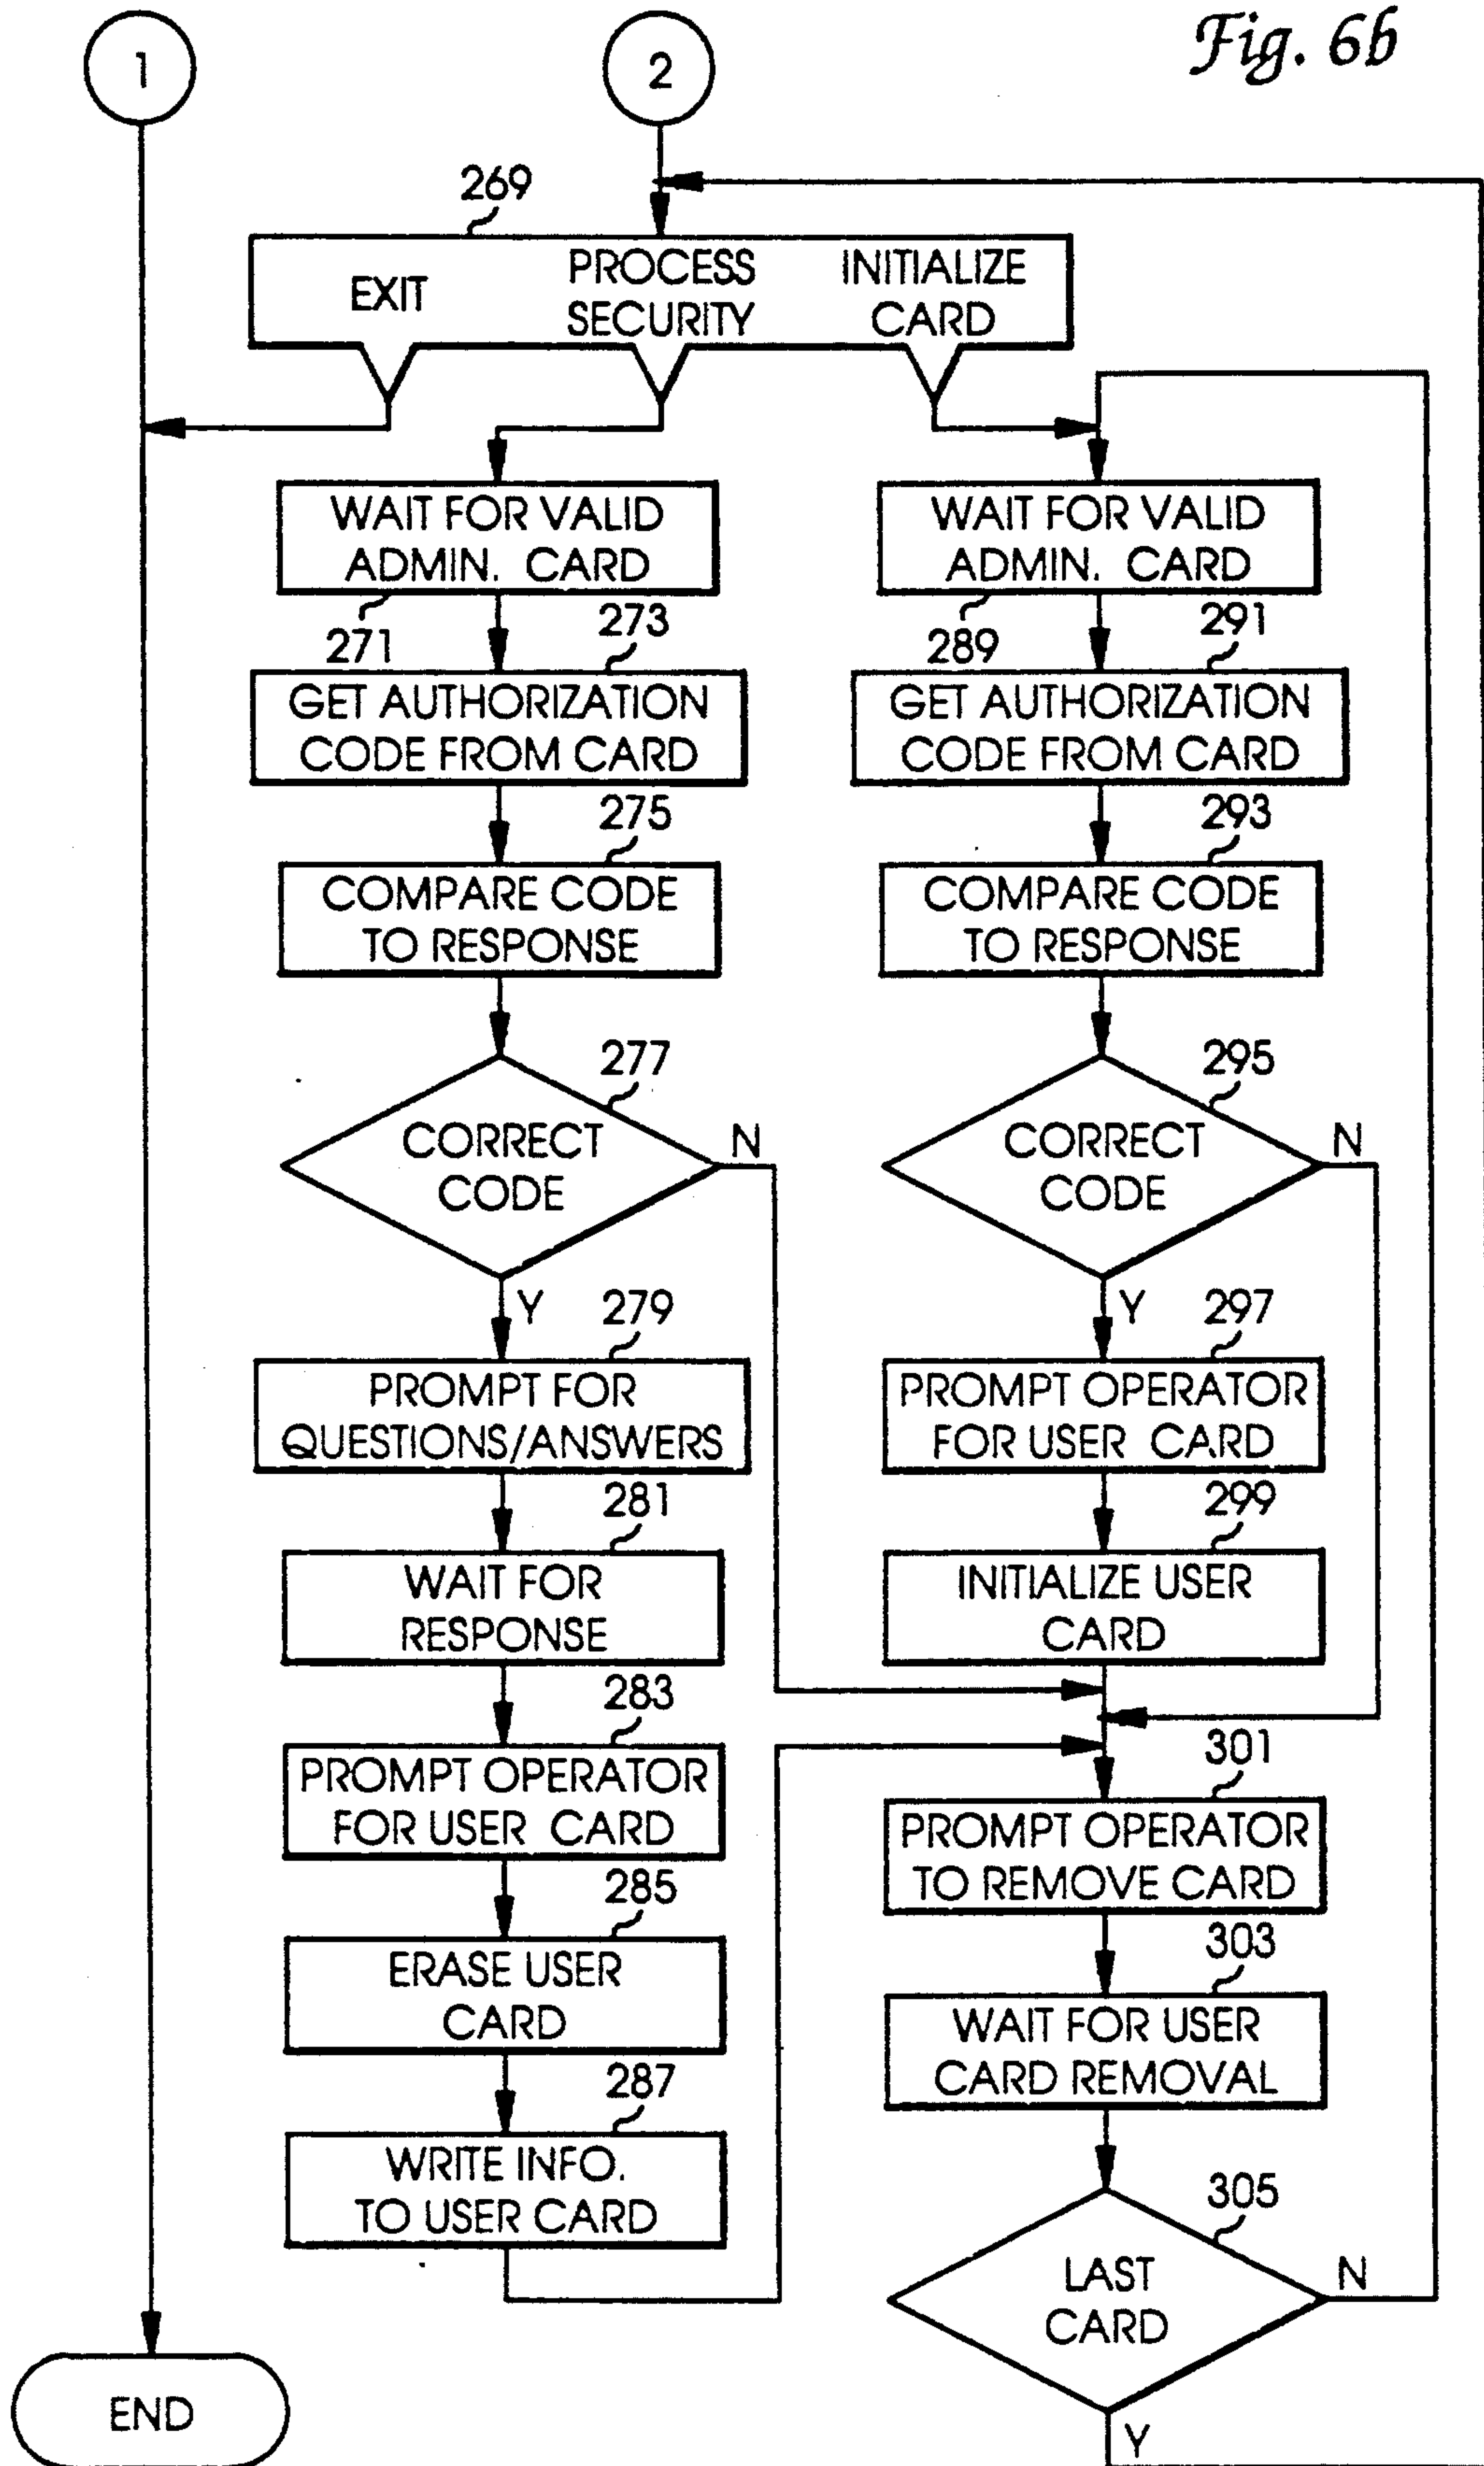 Fig. 6b
1
2
269
EXIT
PROCESS
SECURITY
INITIALIZE
CARD
WAIT FOR VALID
ADMIN. CARD
271
273
GET AUTHORIZATION
CODE FROM CARD
275
COMPARE CODE
TO RESPONSE
277
CORRECT
CODE
N
Y
279
PROMPT FOR
QUESTIONS/ANSWERS
281
WAIT FOR
RESPONSE
283
PROMPT OPERATOR
FOR USER CARD
285
ERASE USER
CARD
287
WRITE INFO.
TO USER CARD
WAIT FOR VALID
ADMIN. CARD
289
291
GET AUTHORIZATION
CODE FROM CARD
293
COMPARE CODE
TO RESPONSE
295
CORRECT
CODE
N
Y
297
PROMPT OPERATOR
FOR USER CARD
299
INITIALIZE USER
CARD
301
PROMPT OPERATOR
TO REMOVE CARD
303
WAIT FOR USER
CARD REMOVAL
305
LAST
CARD
N
Y
END